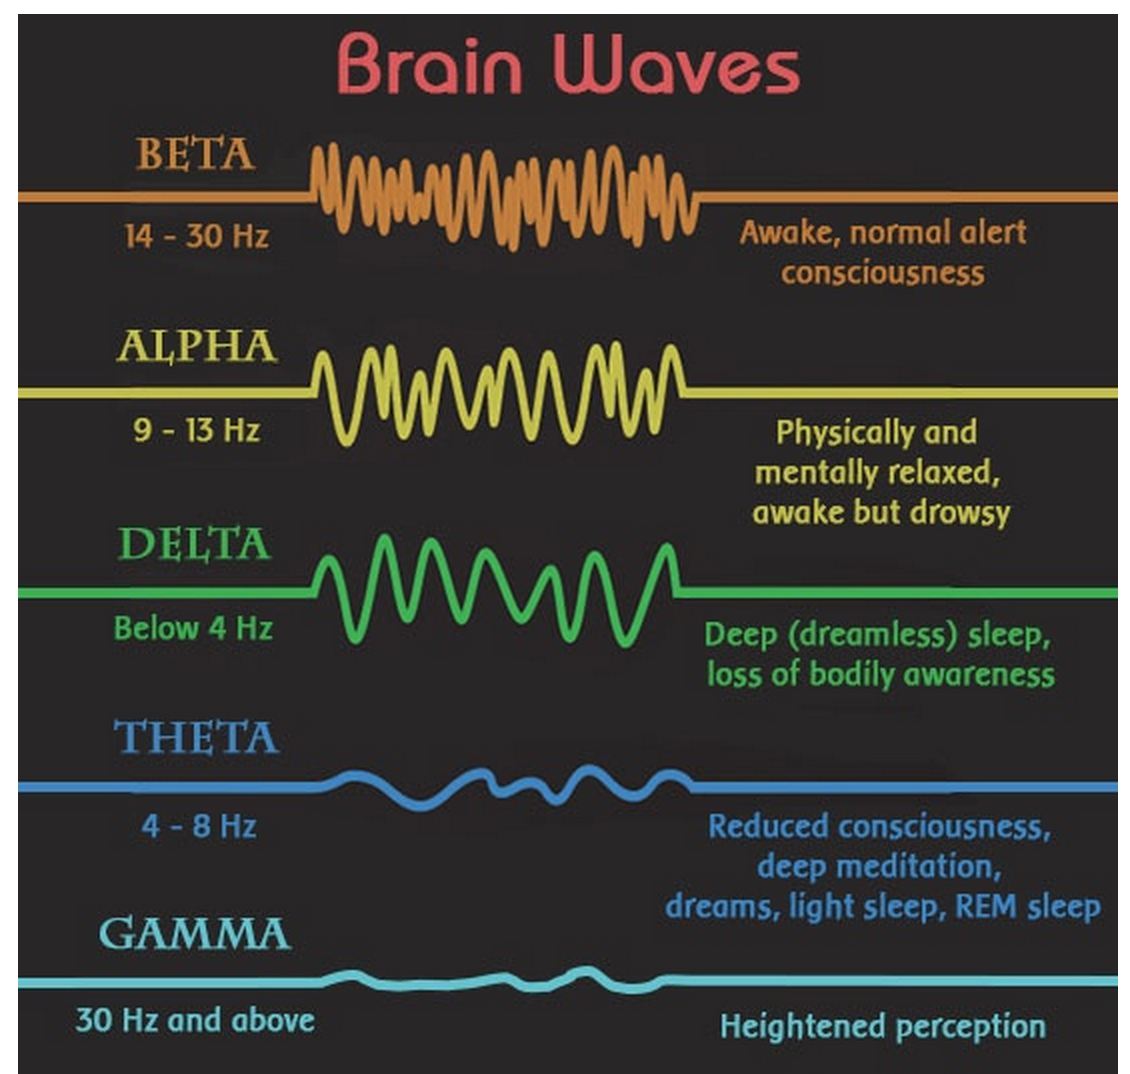 Brain Waves
BETA
14 - 30 Hz
Awake, normal alert
consciousness
ALPHA
9 - 13 Hz
Physically and
mentally relaxed,
awake but drowsy
DELTA
Below 4 Hz
Deep (dreamless) sleep,
loss of bodily awareness
THETA
4 - 8 Hz
Reduced consciousness,
deep meditation,
dreams, light sleep, REM sleep
GAMMA
30 Hz and above
Heightened perception